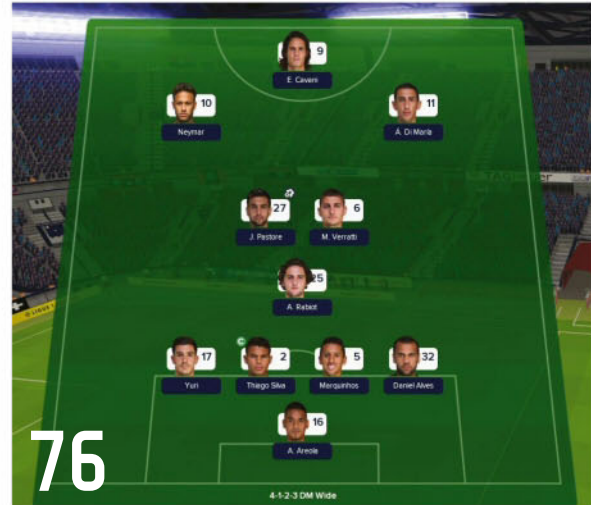 9
E. Cavani
10
11
Neymar
Á. Di María
27
6
J. Pastore
M. Verratti
25
A. Rabiot
17
C
2
5
32
Yuri
Thiago Silva
Marquinhos
Daniel Alves
16
A. Areola
76
4-1-2-3 DM Wide